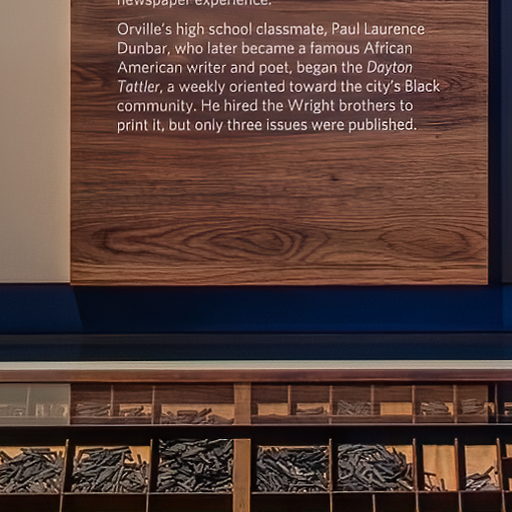 newspaper experience.
Orville's high school classmate, Paul Laurence
Dunbar, who later became a famous African
American writer and poet, began the Dayton
Tattler, a weekly oriented toward the city's Black
community. He hired the Wright brothers to
print it, but only three issues were published.